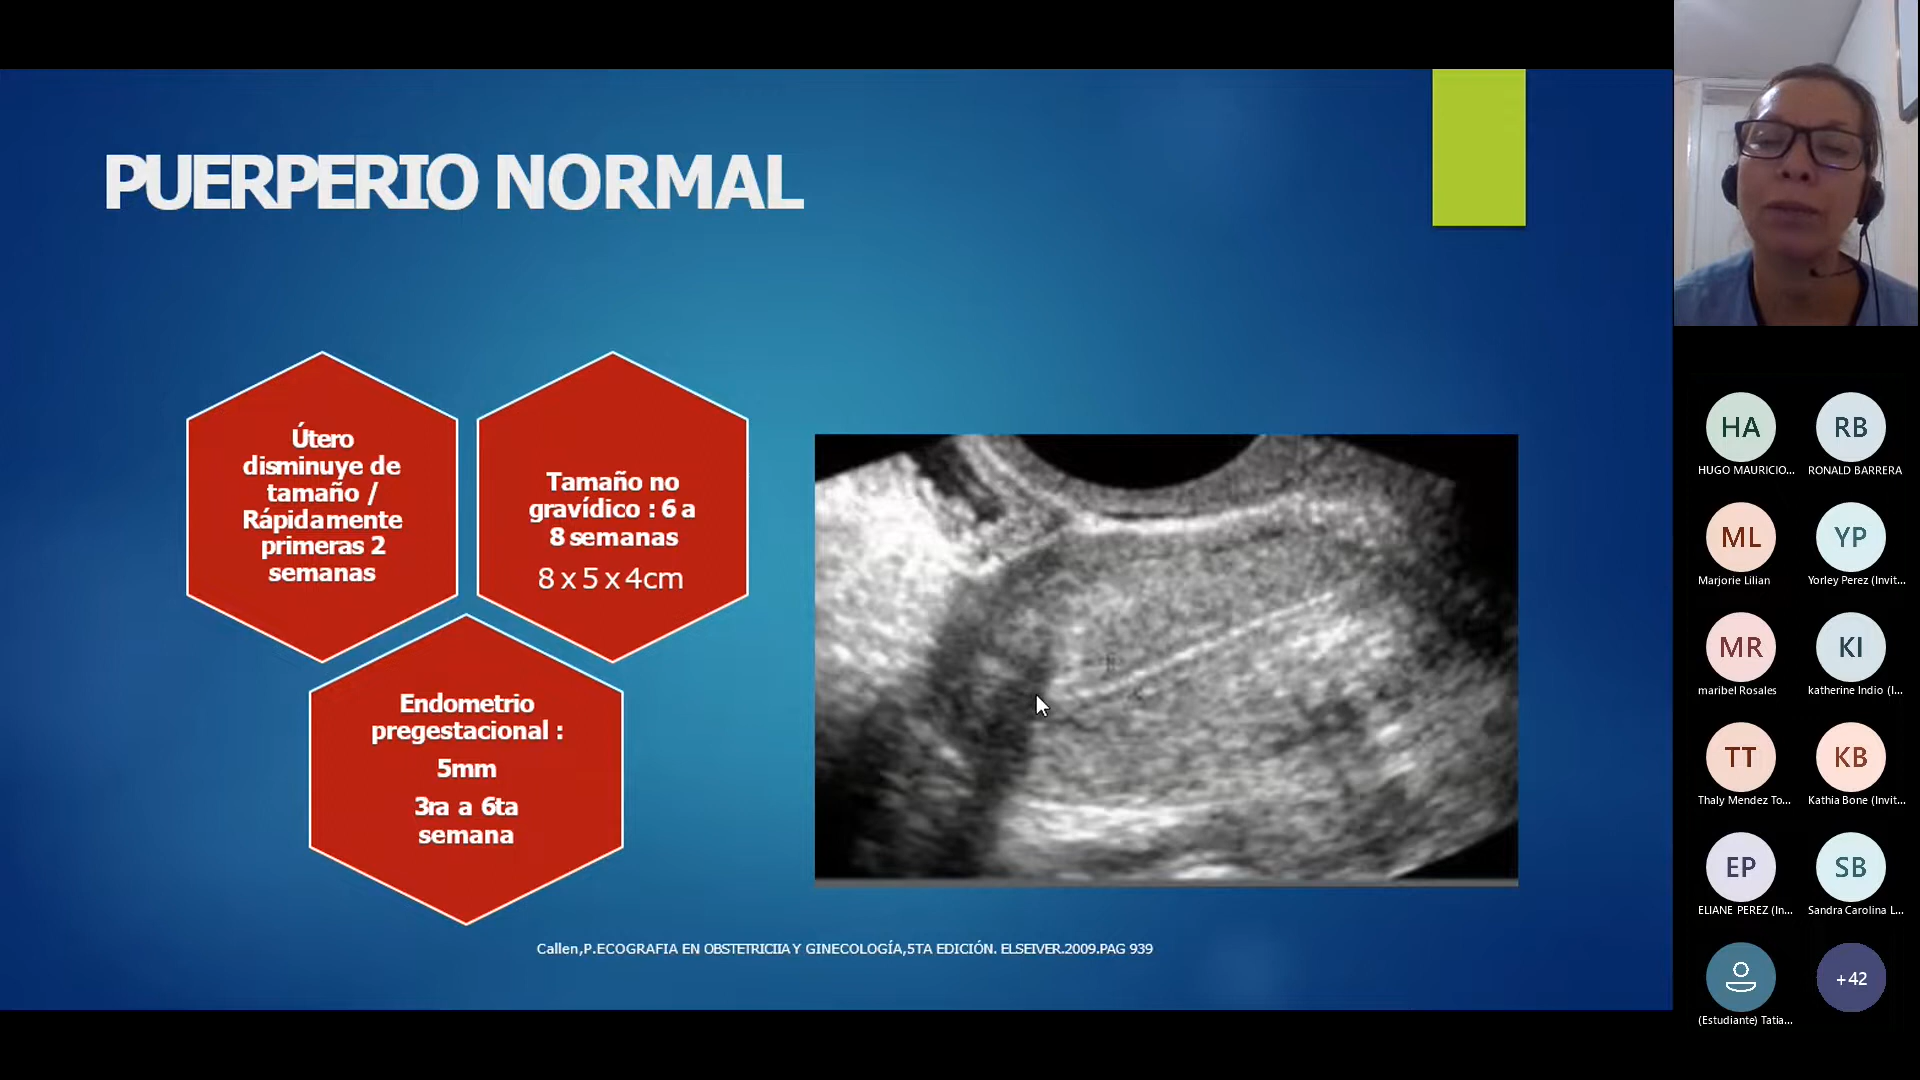 PUERPERIO NORMAL
Útero
disminuye de
tamaño /
Rápidamente
primeras 2
semanas
Tamaño no
gravídico : 6 a
8 semanas
8 x 5 x 4cm
Endometrio
pregestacional :
5mm
3ra a 6ta
semana
Callen,P.ECOGRAFIA EN OBSTETRICIIA Y GINECOLOGÍA,5TA EDICIÓN. ELSEIVER.2009.PAG 939
HA
RB
HUGO MAURICIO...
RONALD BARRERA
ML
YP
Marjorie Lilian
Yorley Perez (Invit...
MR
KI
maribel Rosales
katherine Indio (I...
TT
KB
Thaly Mendez To...
Kathia Bone (Invit...
EP
SB
ELIANE PEREZ (In...
Sandra Carolina L...
+42
(Estudiante) Tatia...